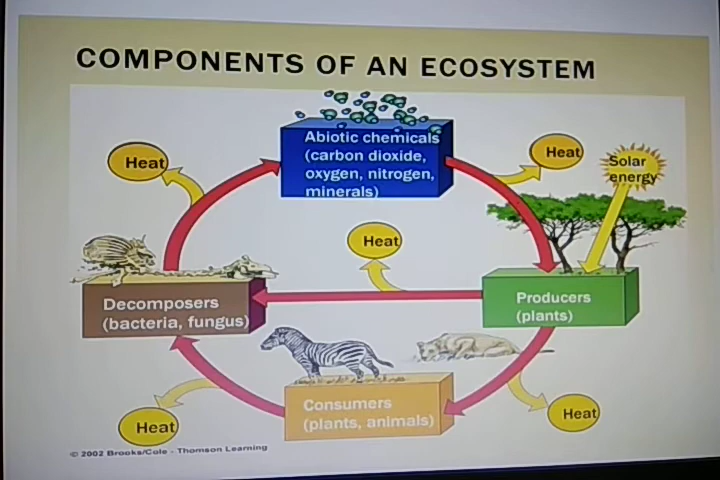 COMPONENTS OF AN ECOSYSTEM
Abiotic chemicals
(carbon dioxide,
oxygen, nitrogen,
minerals)
Heat
Heat
Solar
energy
Heat
Decomposers
(bacteria, fungus)
Producers
(plants)
Consumers
(plants, animals)
Heat
Heat
© 2002 Brooks/Cole - Thomson Learning